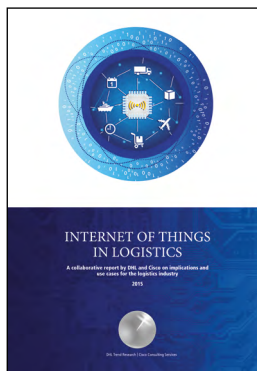 INTERNET OF THINGS
IN LOGISTICS
A collaborative report by DHL and Cisco on implications and
use cases for the logistics industry
2015
DHL Trend Research | Cisco Consulting Services